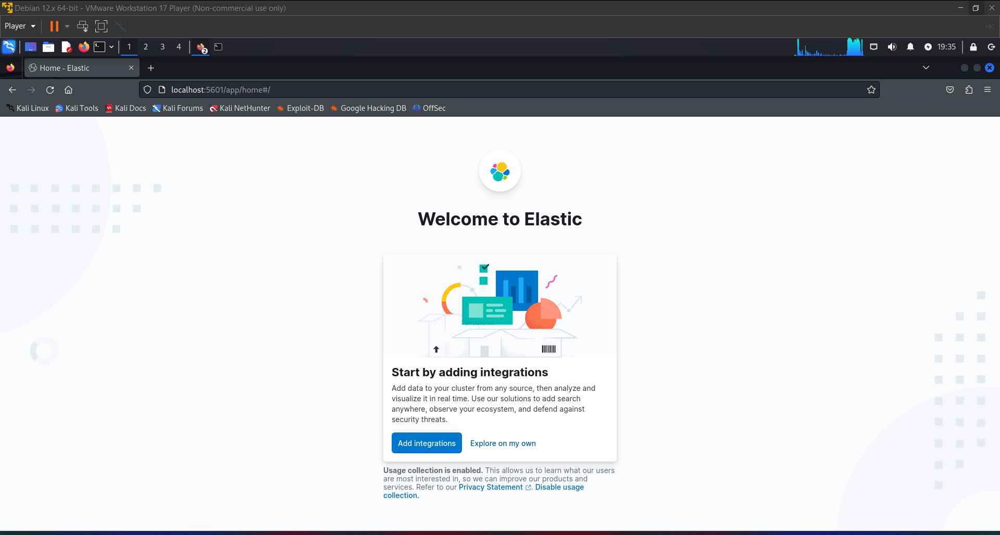 Debian 12.x 64-bit - VMware Workstation 17 Player (Non-commercial use only)
Player
1 2 3 4 2 19:35
Home - Elastic
localhost:5601/app/home#/
Kali Linux Kali Tools Kali Docs Kali Forums Kali NetHunter Exploit-DB Google Hacking DB OffSec
Welcome to Elastic
Start by adding integrations
Add data to your cluster from any source, then analyze and
visualize it in real time. Use our solutions to add search
anywhere, observe your ecosystem, and defend against
security threats.
Add integrations Explore on my own
Usage collection is enabled. This allows us to learn what our users
are most interested in, so we can improve our products and
services. Refer to our Privacy Statement. Disable usage
collection.